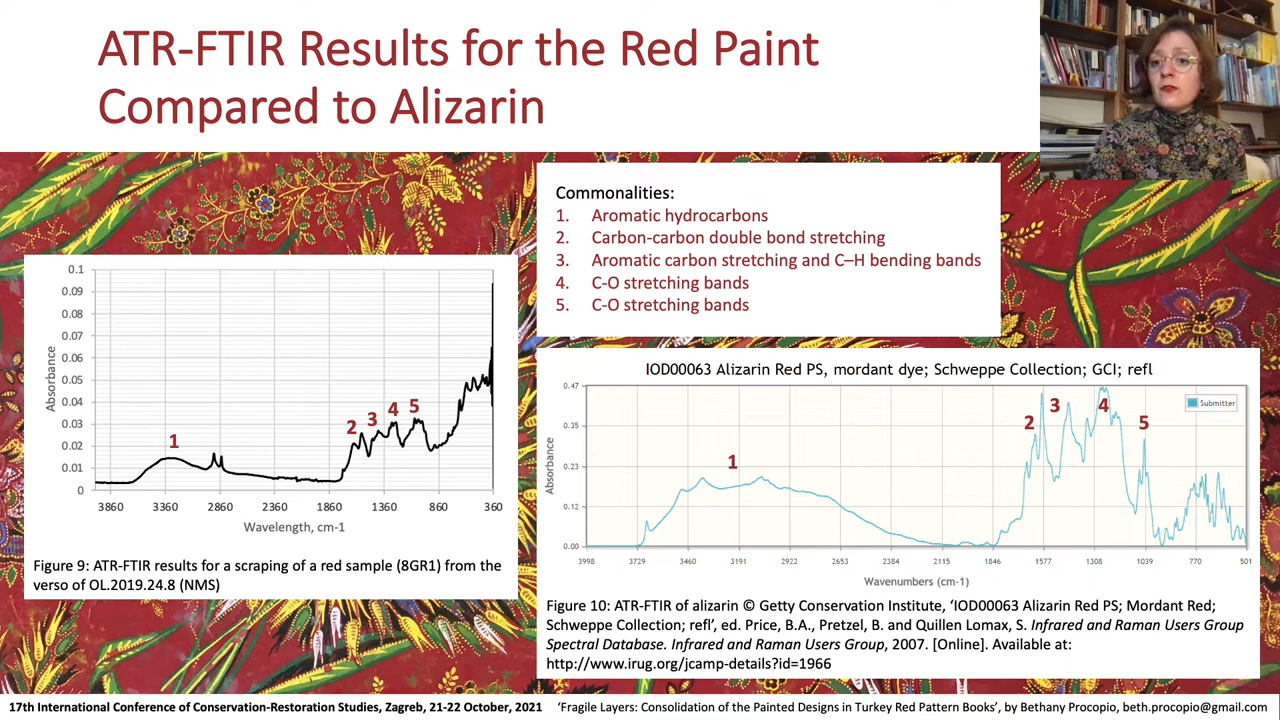 ATR-FTIR Results for the Red Paint
Compared to Alizarin
Commonalities:
1. Aromatic hydrocarbons
2. Carbon-carbon double bond stretching
3. Aromatic carbon stretching and C–H bending bands
4. C-O stretching bands
5. C-O stretching bands
0.1
0.09
0.08
0.07
0.06
0.05
0.04
0.03
0.02
0.01
0
Absorbance
1
2
3
4
5
3860 3360 2860 2360 1860 1360 860 360
Wavelength, cm-1
Figure 9: ATR-FTIR results for a scraping of a red sample (8GR1) from the
verso of OL.2019.24.8 (NMS)
IOD00063 Alizarin Red PS, mordant dye; Schweppe Collection; GCI; refl
0.47
0.35
0.23
0.12
0.00
Absorbance
Submitter
1
2
3
4
5
3998 3729 3460 3191 2922 2653 2384 2115 1846 1577 1308 1039 770 501
Wavenumbers (cm-1)
Figure 10: ATR-FTIR of alizarin © Getty Conservation Institute, ‘IOD00063 Alizarin Red PS; Mordant Red;
Schweppe Collection; refl’, ed. Price, B.A., Pretzel, B. and Quillen Lomax, S. Infrared and Raman Users Group
Spectral Database. Infrared and Raman Users Group, 2007. [Online]. Available at:
http://www.irug.org/jcamp-details?id=1966
17th International Conference of Conservation-Restoration Studies, Zagreb, 21-22 October, 2021 ‘Fragile Layers: Consolidation of the Painted Designs in Turkey Red Pattern Books’, by Bethany Procopio, beth.procopio@gmail.com